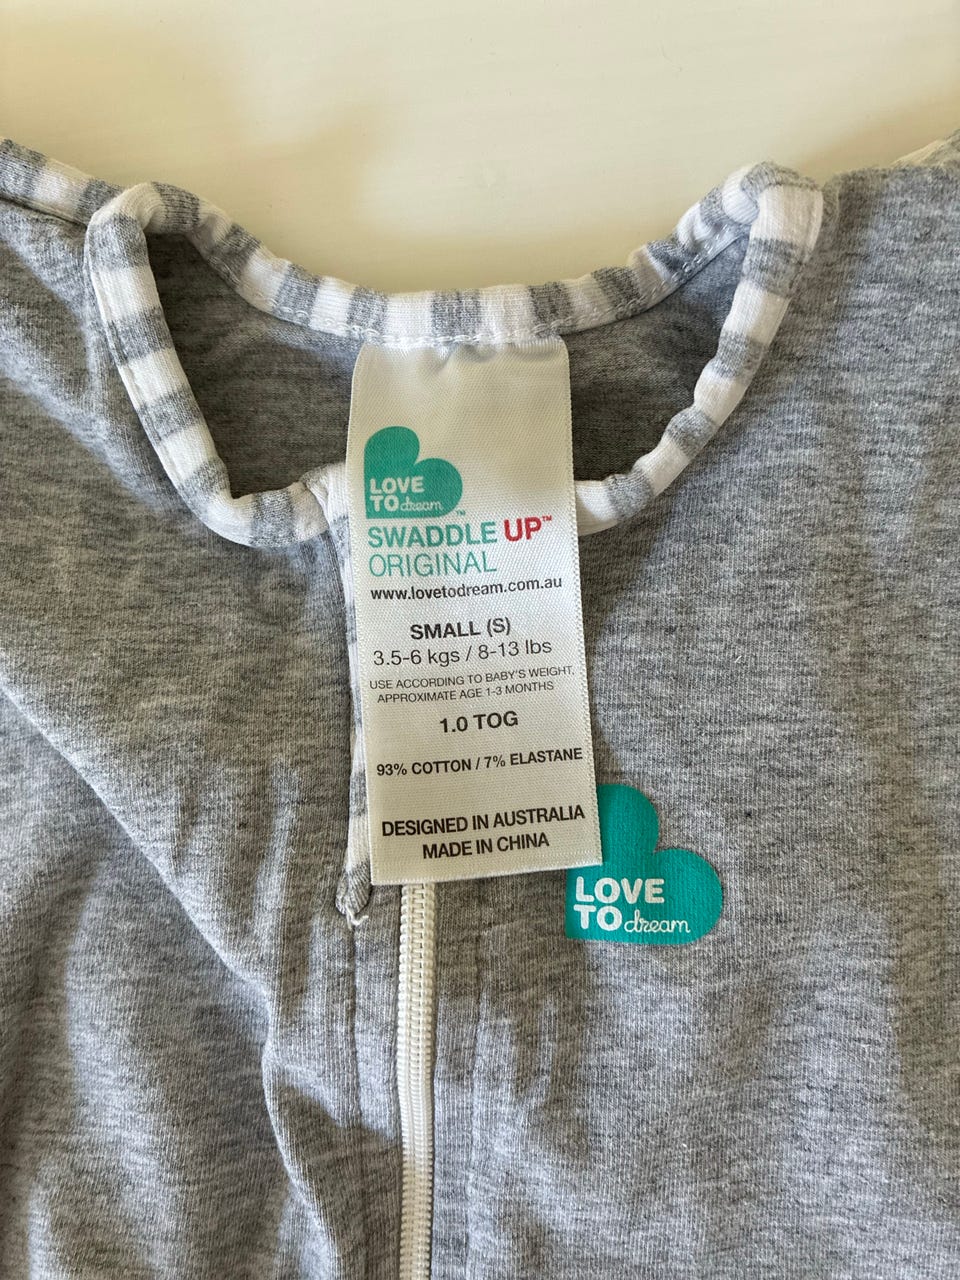 LOVE
TO dream™
SWADDLE UP™
ORIGINAL
www.lovetodream.com.au
SMALL (S)
3.5-6 kgs / 8-13 lbs
USE ACCORDING TO BABY'S WEIGHT.
APPROXIMATE AGE 1-3 MONTHS
1.0 TOG
93% COTTON / 7% ELASTANE
DESIGNED IN AUSTRALIA
MADE IN CHINA
LOVE
TO dream